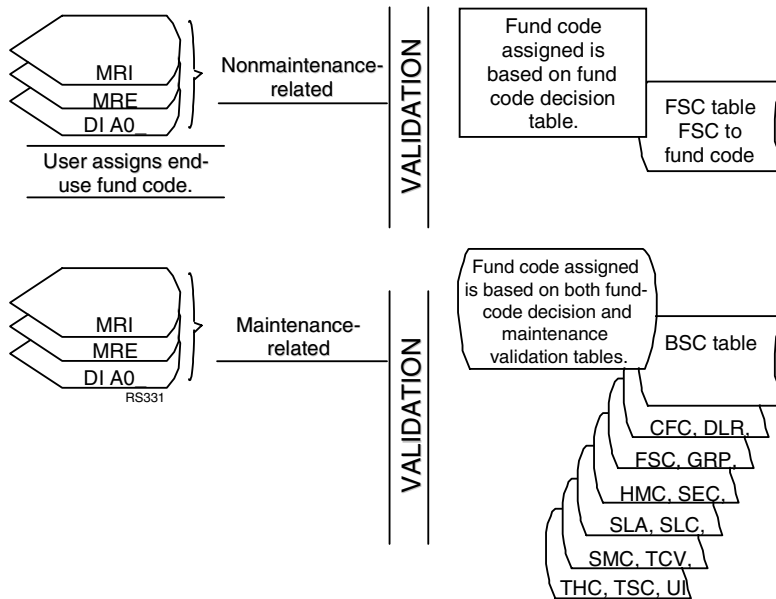 MRI
MRE
DI A0_
User assigns end-
use fund code.
Nonmaintenance-
related
VALIDATION
Fund code
assigned is
based on fund
code decision
table.
FSC table
FSC to
fund code
MRI
MRE
DI A0_
RS331
Maintenance-
related
VALIDATION
Fund code assigned
is based on both fund-
code decision and
maintenance
validation tables.
BSC table
CFC, DLR,
FSC, GRP,
HMC, SEC,
SLA, SLC,
SMC, TCV,
THC, TSC, UI